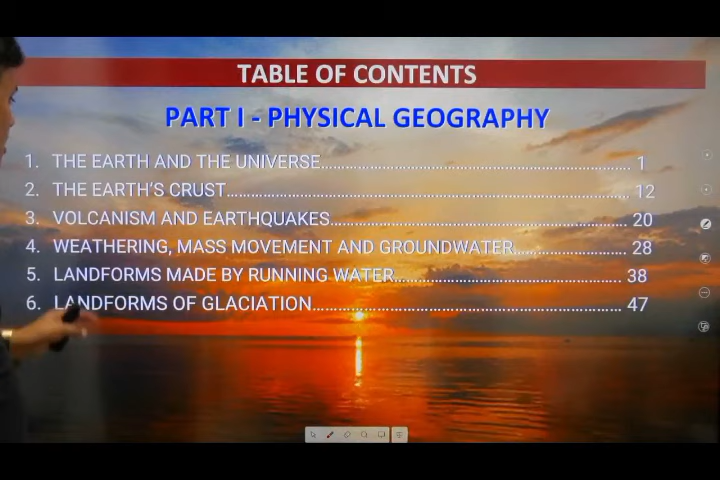 TABLE OF CONTENTS
PART I - PHYSICAL GEOGRAPHY
1. THE EARTH AND THE UNIVERSE............................................................ 1
2. THE EARTH'S CRUST................................................................................ 12
3. VOLCANISM AND EARTHQUAKES............................................................ 20
4. WEATHERING, MASS MOVEMENT AND GROUNDWATER...................... 28
5. LANDFORMS MADE BY RUNNING WATER............................................. 38
6. LANDFORMS OF GLACIATION................................................................ 47